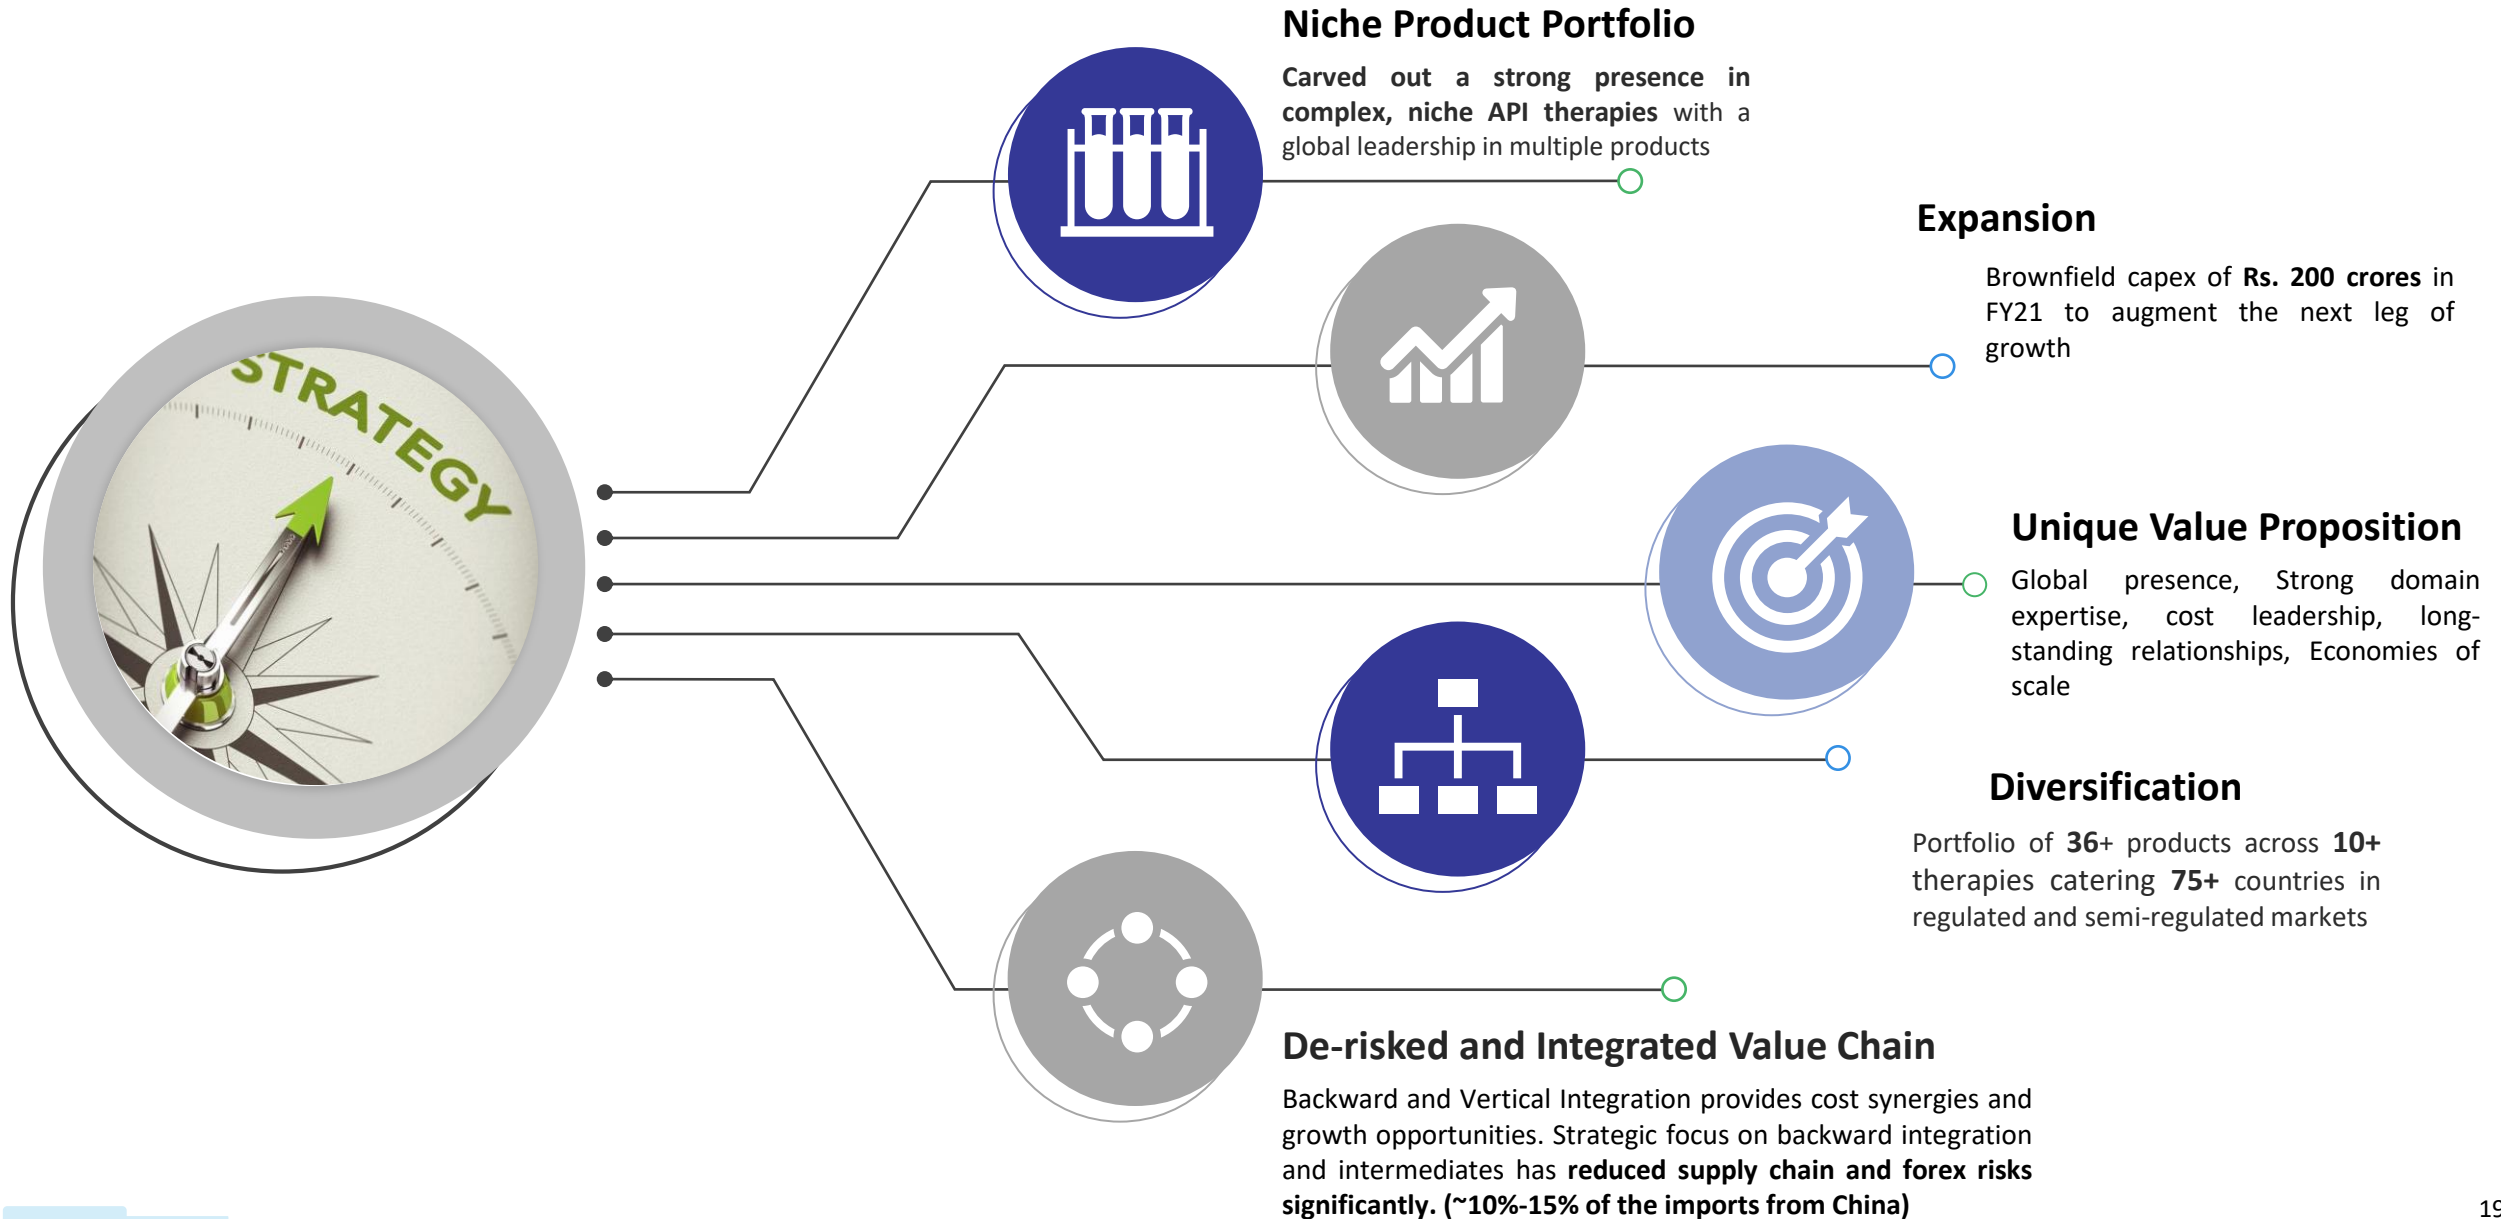 Niche Product Portfolio
Carved out a strong presence in
complex, niche API therapies with a
global leadership in multiple products
Expansion
Brownfield capex of Rs. 200 crores in
FY21 to augment the next leg of
growth
STRATEGY
Unique Value Proposition
Global presence, Strong domain
expertise, cost leadership, long-
standing relationships, Economies of
scale
Diversification
Portfolio of 36+ products across 10+
therapies catering 75+ countries in
regulated and semi-regulated markets
De-risked and Integrated Value Chain
Backward and Vertical Integration provides cost synergies and
growth opportunities. Strategic focus on backward integration
and intermediates has reduced supply chain and forex risks
significantly. (~10%-15% of the imports from China)
19